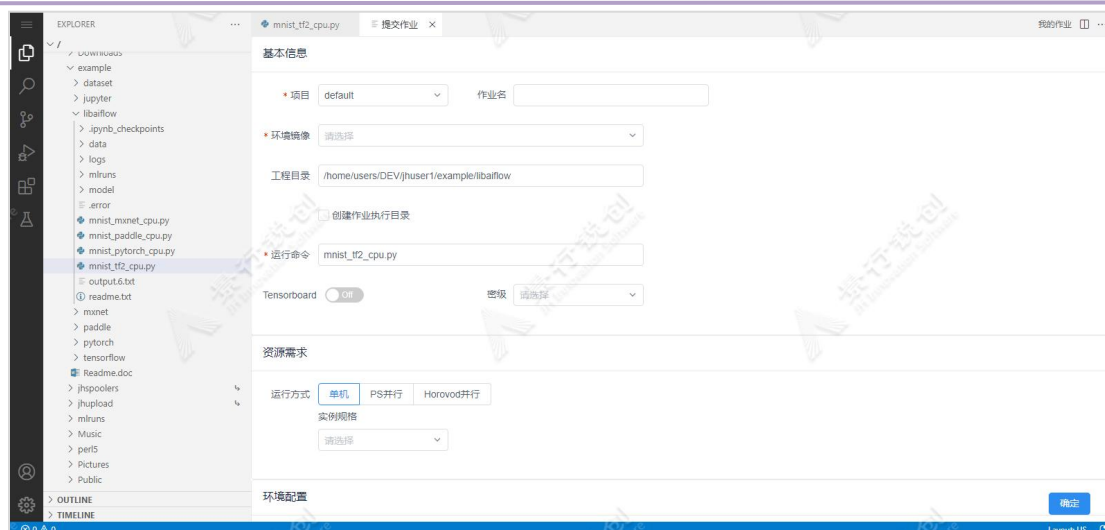 EXPLORER
mnist_tf2_cpu.py
提交作业
我的作业
/
Downloads
example
dataset
jupyter
libaiflow
.ipynb_checkpoints
data
logs
mlruns
model
.error
mnist_mxnet_cpu.py
mnist_paddle_cpu.py
mnist_pytorch_cpu.py
mnist_tf2_cpu.py
output.6.txt
readme.txt
mxnet
paddle
pytorch
tensorflow
Readme.doc
jhspoolers
jhupload
mlruns
Music
perl5
Pictures
Public
OUTLINE
TIMELINE
基本信息
* 项目 default 作业名
* 环境镜像 请选择
工程目录 /home/users/DEV/jhuser1/example/libaiflow
创建作业执行目录
* 运行命令 mnist_tf2_cpu.py
Tensorboard Off 密级 请选择
资源需求
运行方式 单机 PS并行 Horovod并行
实例规格
请选择
环境配置
确定
0 0
Layout: US